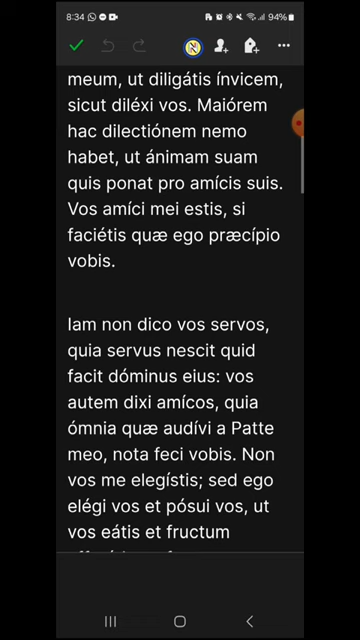 8:34
94%
meum, ut diligátis ínvicem,
sicut diléxi vos. Maiórem
hac dilectiónem nemo
habet, ut ánimam suam
quis ponat pro amícis suis.
Vos amíci mei estis, si
faciétis quæ ego præcípio
vobis.
Iam non dico vos servos,
quia servus nescit quid
facit dóminus eius: vos
autem dixi amícos, quia
ómnia quæ audívi a Patte
meo, nota feci vobis. Non
vos me elegístis; sed ego
elégi vos et pósui vos, ut
vos eátis et fructum